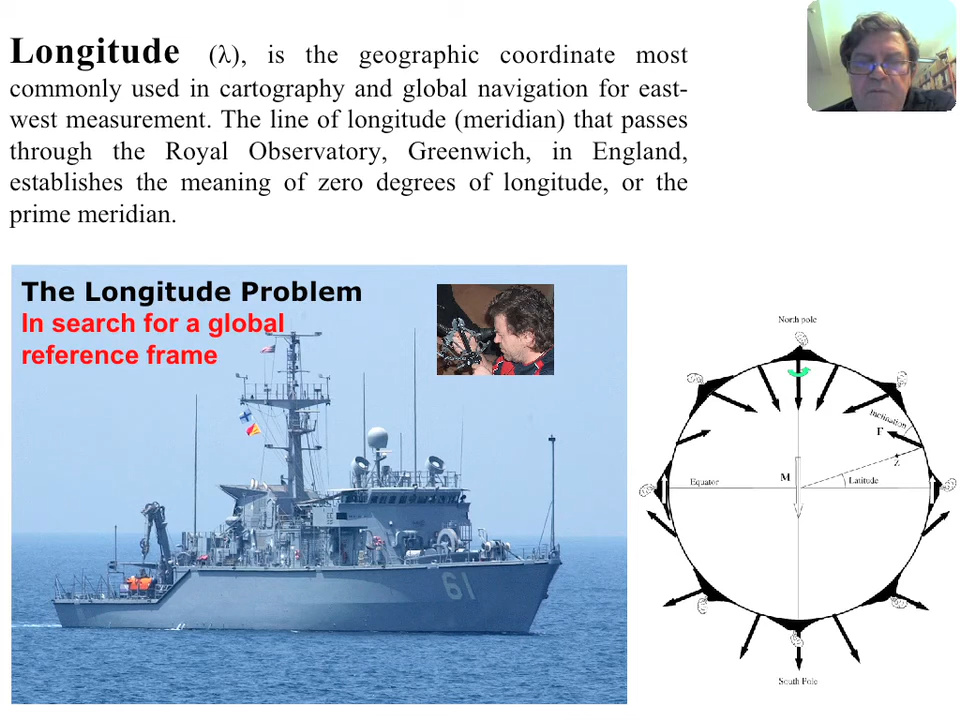 Longitude (λ), is the geographic coordinate most
commonly used in cartography and global navigation for east-
west measurement. The line of longitude (meridian) that passes
through the Royal Observatory, Greenwich, in England,
establishes the meaning of zero degrees of longitude, or the
prime meridian.
The Longitude Problem
In search for a global
reference frame
61
North pole
Inclination
F
Z
M
Equator
Latitude
South Pole